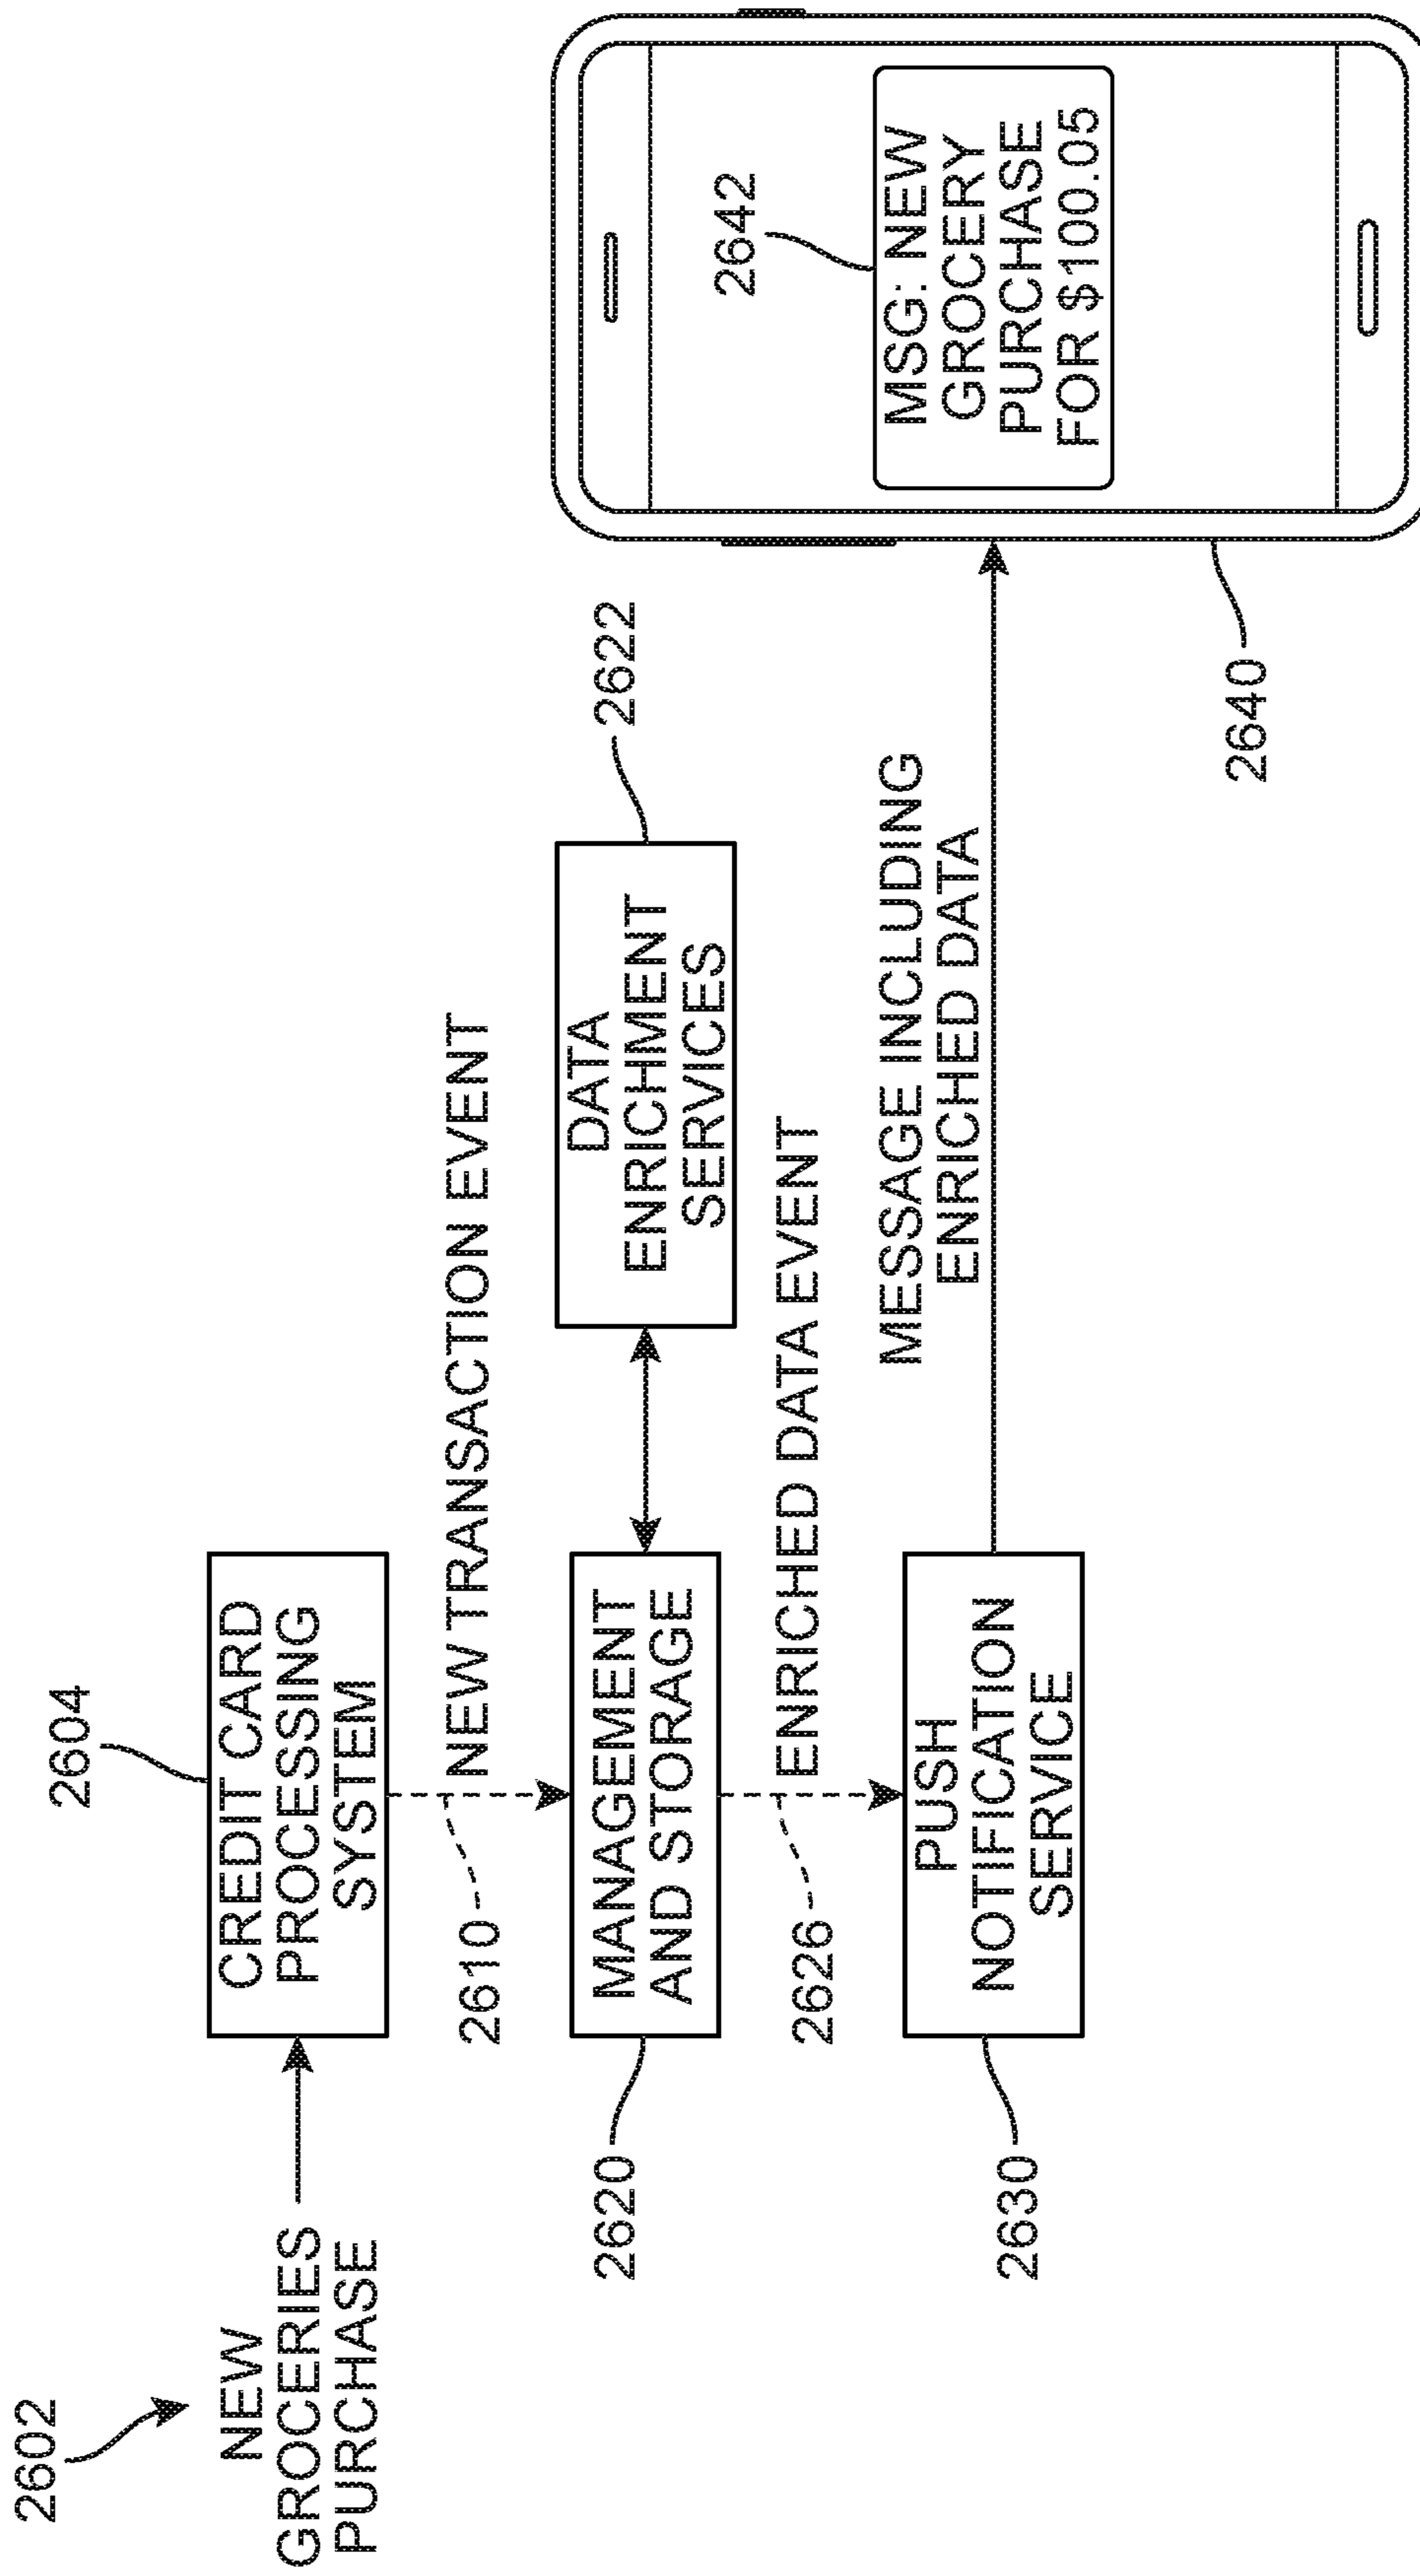 2602
NEW
GROCERIES
PURCHASE
2604
CREDIT CARD
PROCESSING
SYSTEM
2610
NEW TRANSACTION EVENT
2620
MANAGEMENT
AND STORAGE
DATA
ENRICHMENT
SERVICES
2622
2626
ENRICHED DATA EVENT
2630
PUSH
NOTIFICATION
SERVICE
MESSAGE INCLUDING
ENRICHED DATA
2640
2642
MSG: NEW
GROCERY
PURCHASE
FOR $100.05